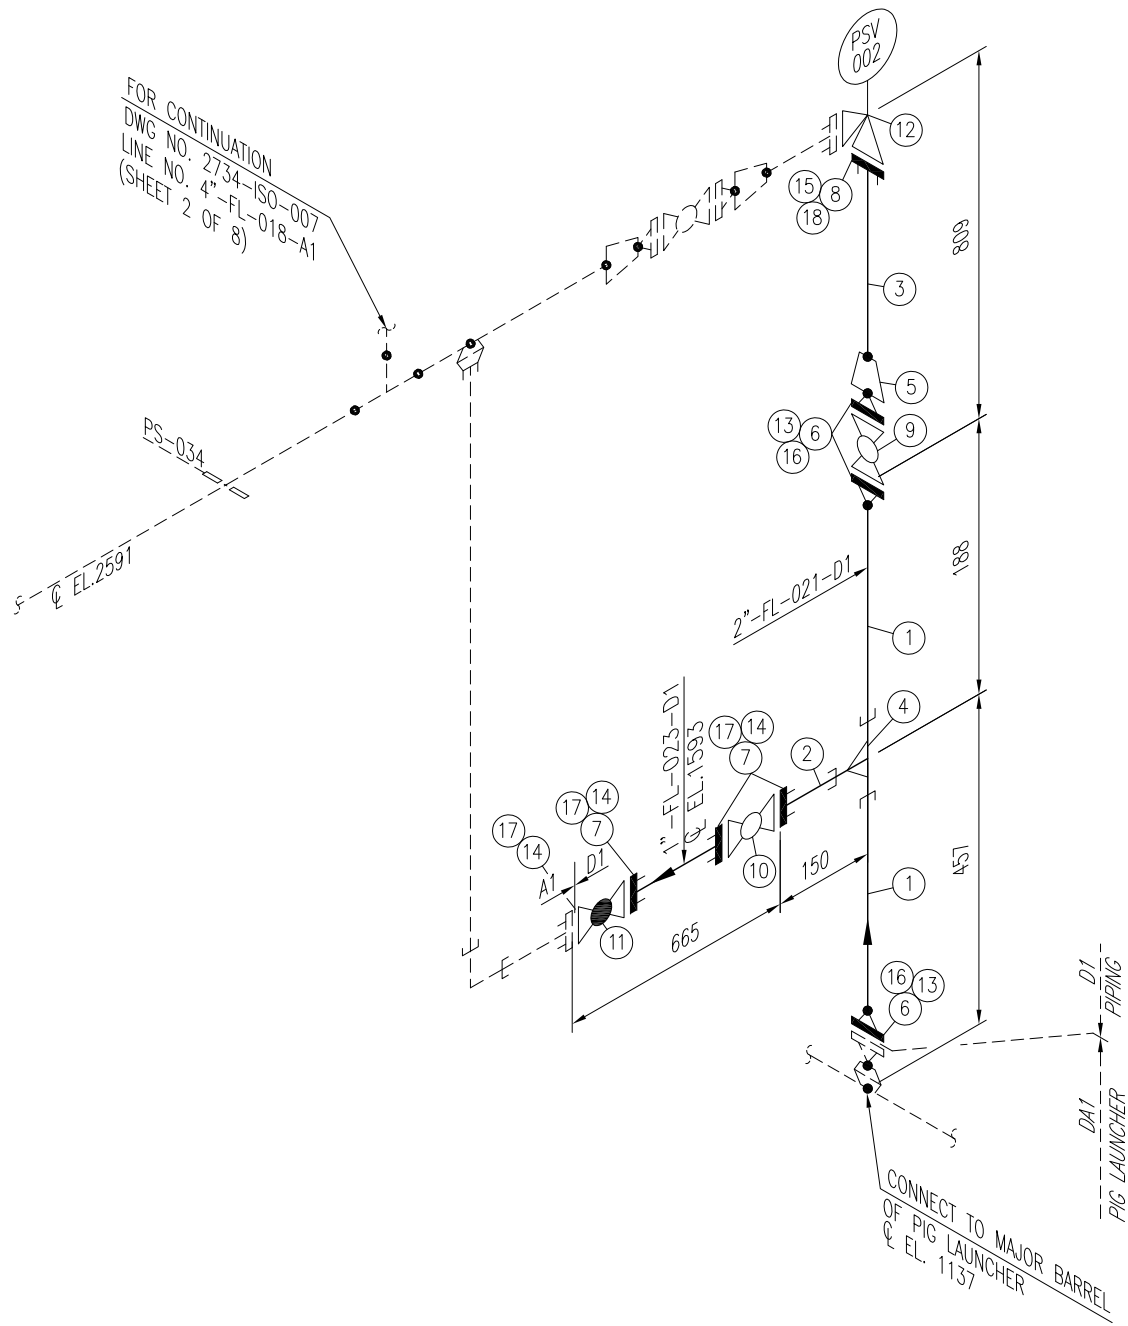 PSV
002
FOR CONTINUATION
DWG NO. 2734-ISO-007
LINE NO. 4"-FL-018-A1
(SHEET 2 OF 8)
12
15
8
18
809
3
5
13
6
9
16
PS-034
℄ EL.2591
188
2"-FL-021-D1
1
4
1"-FL-023-D1
℄ EL.1593
17
14
7
2
17
14
7
17
14
A1
D1
10
150
451
1
11
665
16
13
6
D1
PIPING
DA1
PIG LAUNCHER
CONNECT TO MAJOR BARREL
OF PIG LAUNCHER
℄ EL. 1137